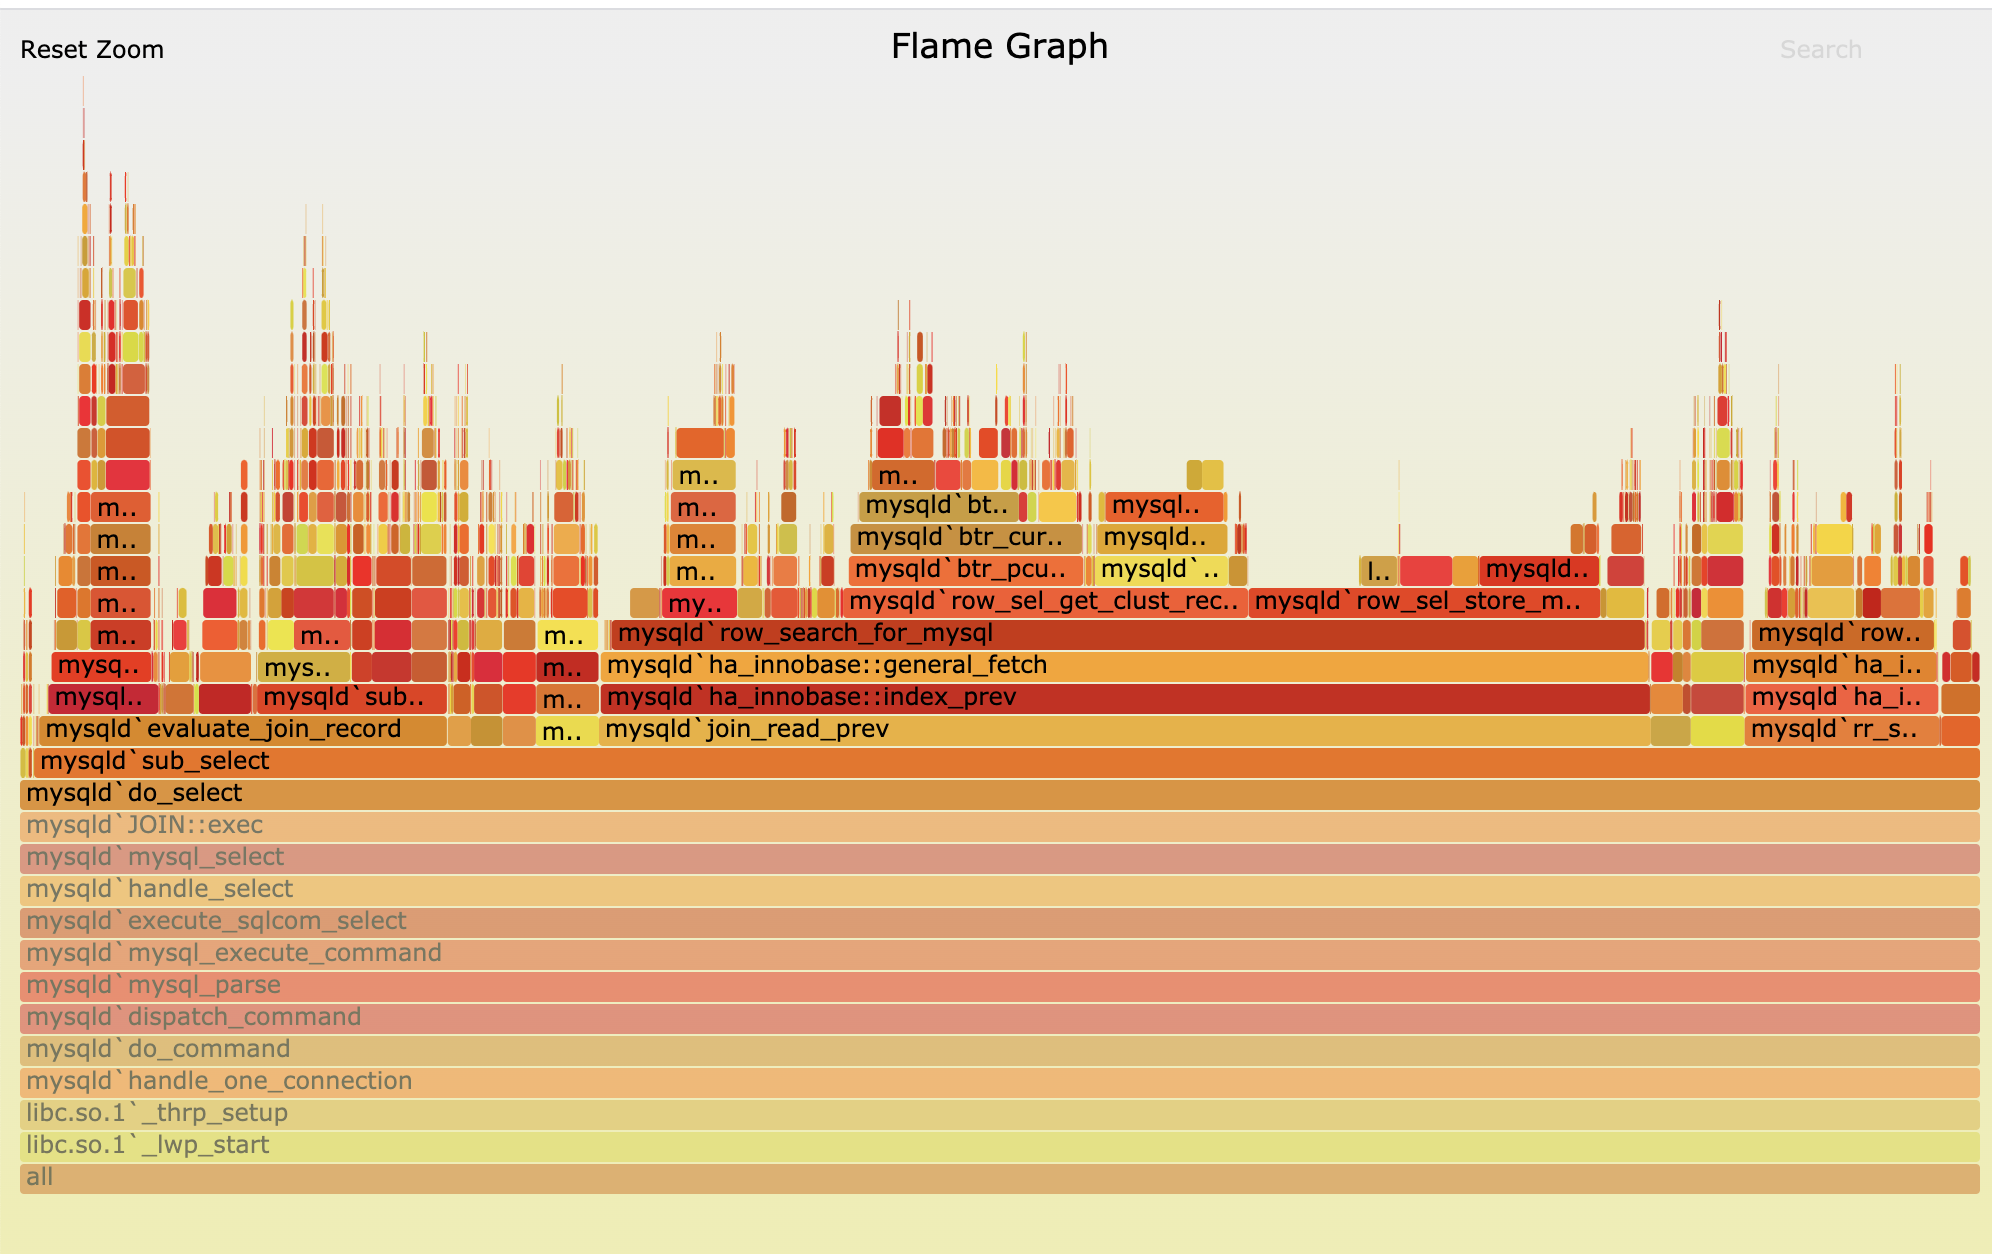 Flame Graph
Reset Zoom
Search
m..
m..
mysqld`bt..
mysql..
m..
m..
m..
m..
mysqld`btr_cur..
mysqld..
m..
m..
mysqld`btr_pcu..
mysqld`..
l..
mysqld..
m..
my..
mysqld`row_sel_get_clust_rec..
mysqld`row_sel_store_m..
m..
m..
m..
mysqld`row_search_for_mysql
mysqld`row..
mysq..
mys..
m..
mysqld`ha_innobase::general_fetch
mysqld`ha_i..
mysql..
mysqld`sub..
m..
mysqld`ha_innobase::index_prev
mysqld`ha_i..
mysqld`evaluate_join_record
m..
mysqld`join_read_prev
mysqld`rr_s..
mysqld`sub_select
mysqld`do_select
mysqld`JOIN::exec
mysqld`mysql_select
mysqld`handle_select
mysqld`execute_sqlcom_select
mysqld`mysql_execute_command
mysqld`mysql_parse
mysqld`dispatch_command
mysqld`do_command
mysqld`handle_one_connection
libc.so.1`_thrp_setup
libc.so.1`_lwp_start
all